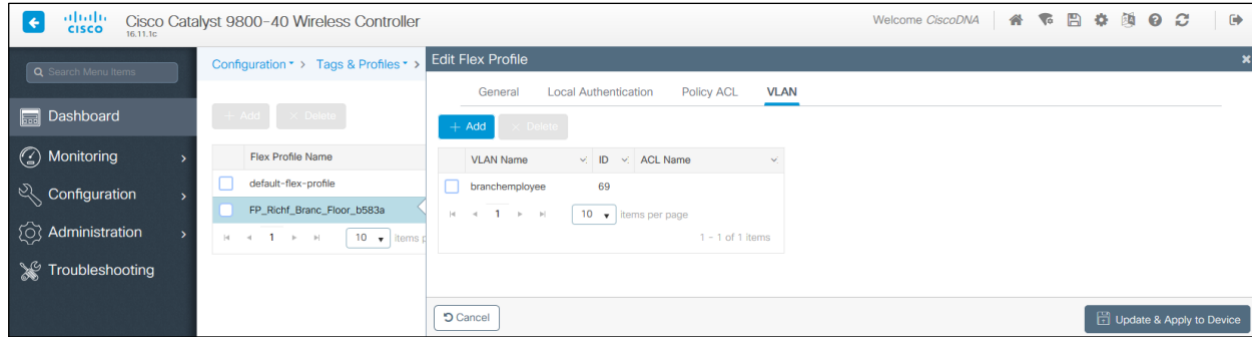 CISCO
Cisco Catalyst 9800-40 Wireless Controller
16.11.1c
Welcome CiscoDNA
Search Menu Items
Dashboard
Monitoring
Configuration
Administration
Troubleshooting
Configuration > Tags & Profiles >
+ Add × Delete
Flex Profile Name
default-flex-profile
FP_Richf_Branc_Floor_b583a
1 10 items p
Edit Flex Profile
General Local Authentication Policy ACL VLAN
+ Add × Delete
VLAN Name ID ACL Name
branchemployee 69
1 10 items per page
1 - 1 of 1 items
Cancel
Update & Apply to Device